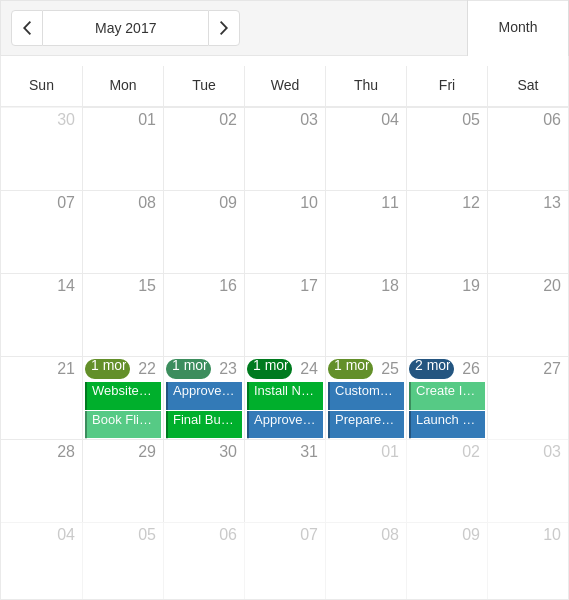 May 2017
Month
Sun Mon Tue Wed Thu Fri Sat
30 01 02 03 04 05 06
07 08 09 10 11 12 13
14 15 16 17 18 19 20
21 1 mor 22 1 mor 23 1 mor 24 1 mor 25 2 mor 26 27
Website... Approve... Install N... Custom... Create I...
Book Fli... Final Bu... Approve... Prepare... Launch ...
28 29 30 31 01 02 03
04 05 06 07 08 09 10